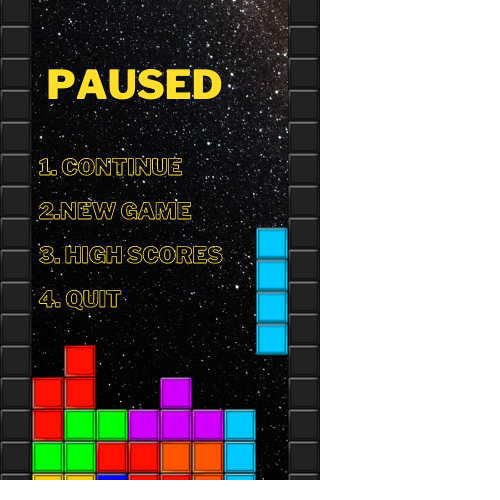 PAUSED
1. CONTINUE
2.NEW GAME
3. HIGH SCORES
4. QUIT